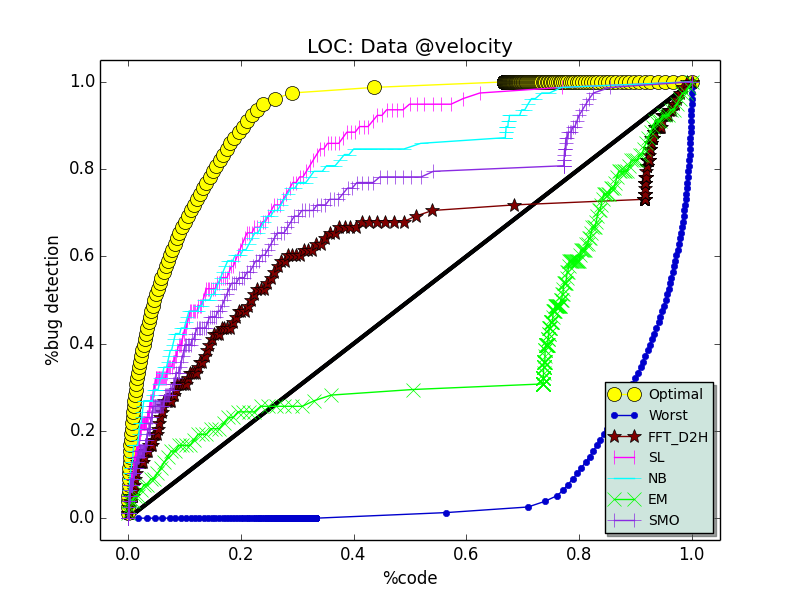 LOC: Data @velocity
%bug detection
1.0
0.8
0.6
0.4
0.2
0.0
0.0 0.2 0.4 0.6 0.8 1.0
%code
Optimal
Worst
FFT_D2H
SL
NB
EM
SMO